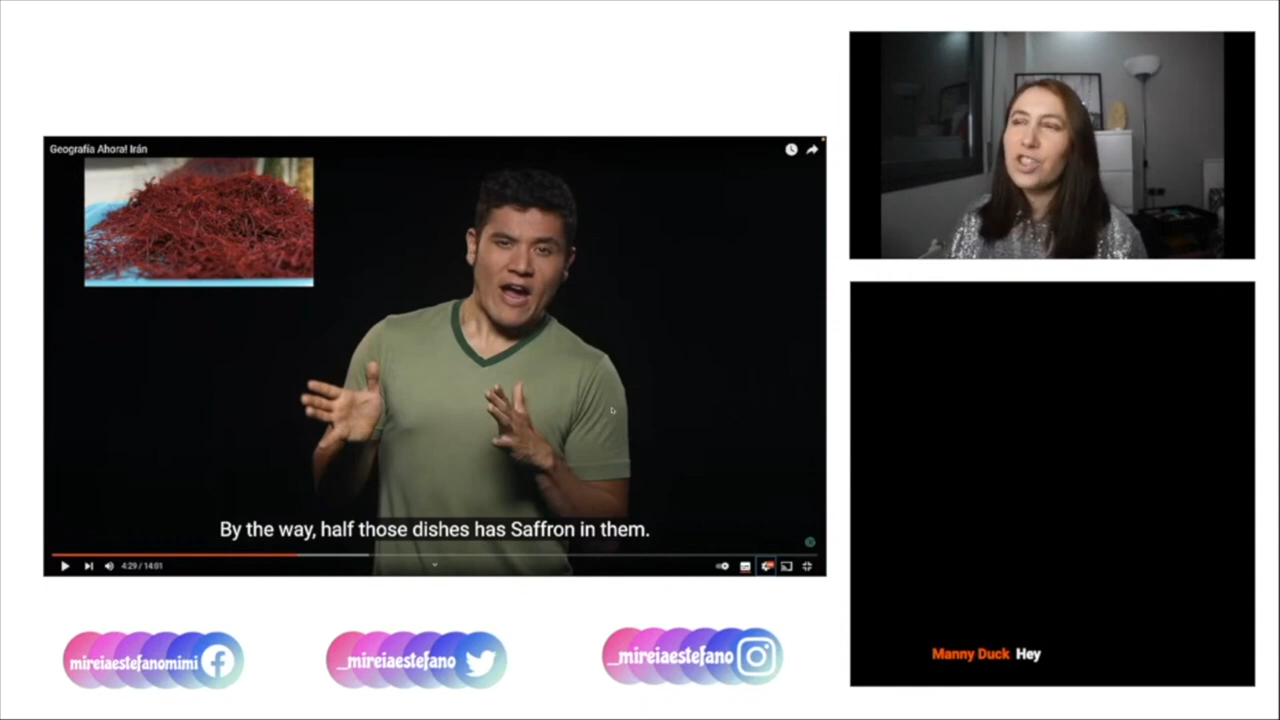 Geografía Ahora! Irán
By the way, half those dishes has Saffron in them.
4:29 / 14:01
Manny Duck Hey
mireiaestefanomimi
_mireiaestefano
_mireiaestefano